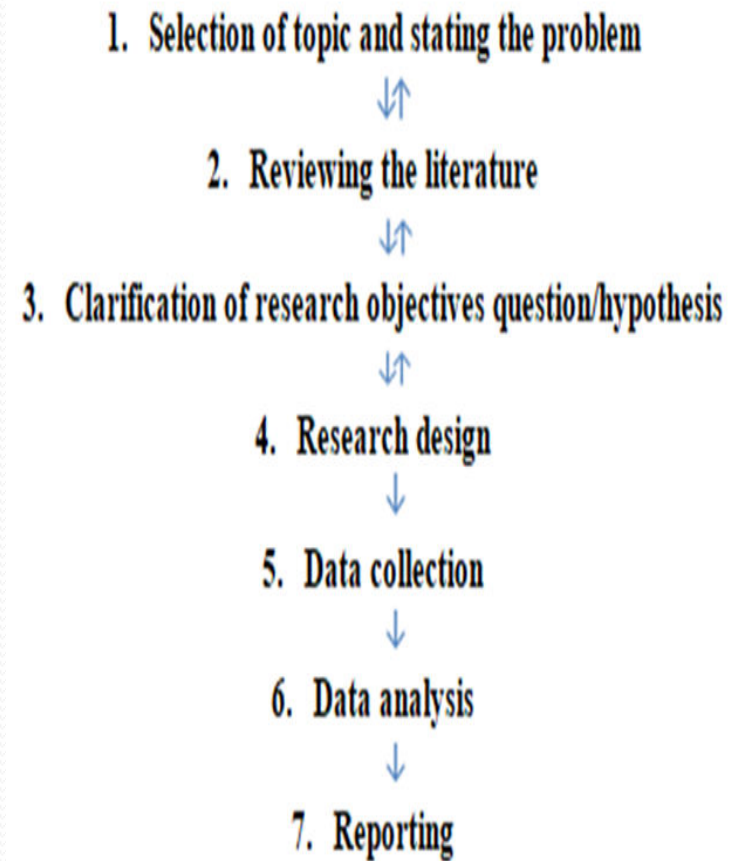 1. Selection of topic and stating the problem
↓↑
2. Reviewing the literature
↓↑
3. Clarification of research objectives question/hypothesis
↓↑
4. Research design
↓
5. Data collection
↓
6. Data analysis
↓
7. Reporting